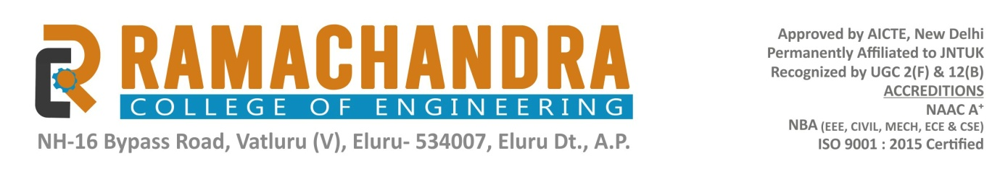 RAMACHANDRA
COLLEGE OF ENGINEERING
NH-16 Bypass Road, Vatluru (V), Eluru- 534007, Eluru Dt., A.P.
Approved by AICTE, New Delhi
Permanently Affiliated to JNTUK
Recognized by UGC 2(F) & 12(B)
ACCREDITIONS
NAAC A⁺
NBA (EEE, CIVIL, MECH, ECE & CSE)
ISO 9001 : 2015 Certified